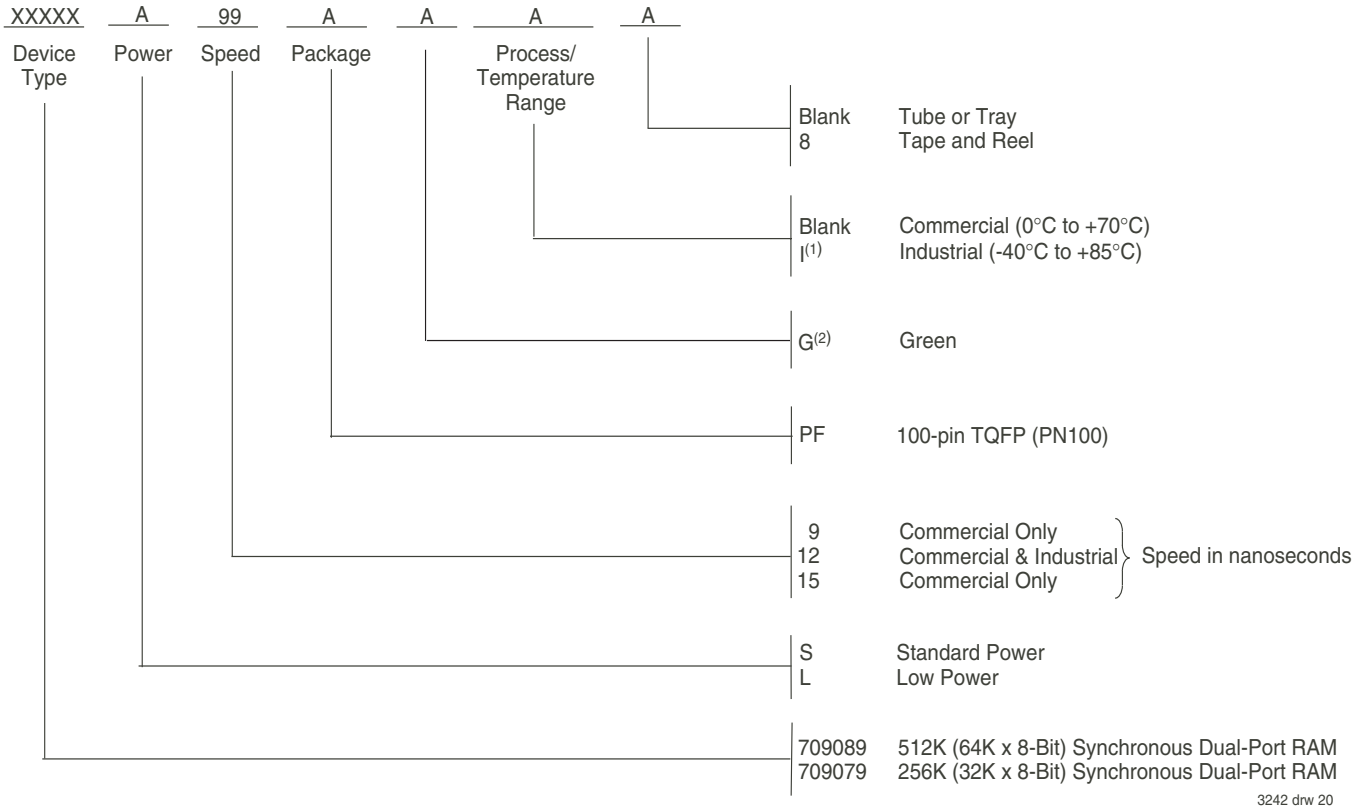 XXXXX A 99 A A A A
Device Type Power Speed Package Process/ Temperature Range
Blank Tube or Tray
8 Tape and Reel
Blank Commercial (0°C to +70°C)
I(1) Industrial (-40°C to +85°C)
G(2) Green
PF 100-pin TQFP (PN100)
9 Commercial Only
12 Commercial & Industrial Speed in nanoseconds
15 Commercial Only
S Standard Power
L Low Power
709089 512K (64K x 8-Bit) Synchronous Dual-Port RAM
709079 256K (32K x 8-Bit) Synchronous Dual-Port RAM
3242 drw 20